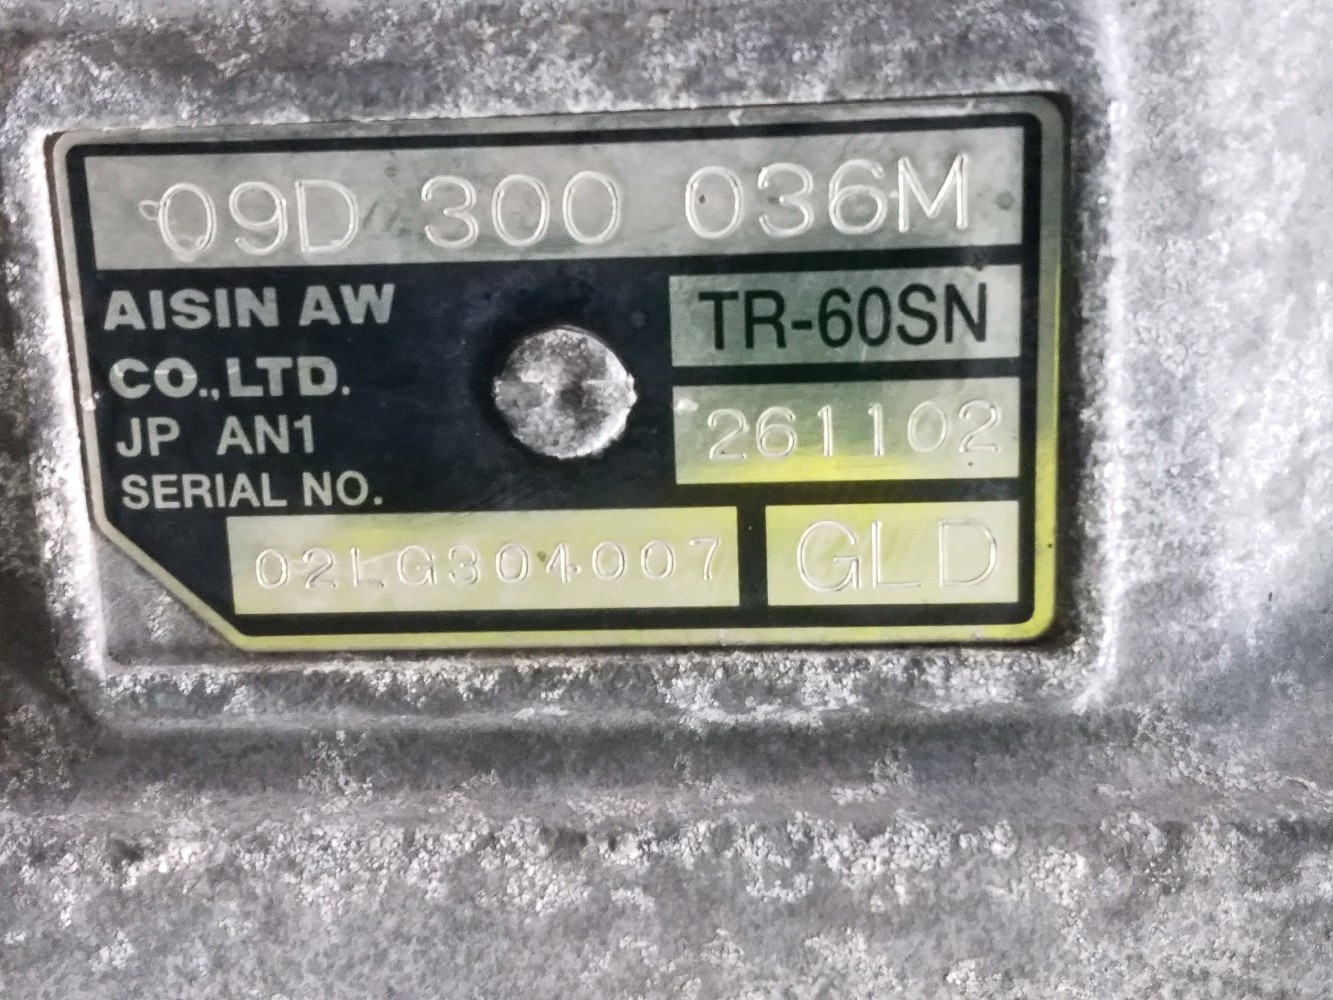 09D 300 036M
AISIN AW
CO.,LTD.
JP AN1
SERIAL NO.
TR-60SN
261102
02LG304007
GLD